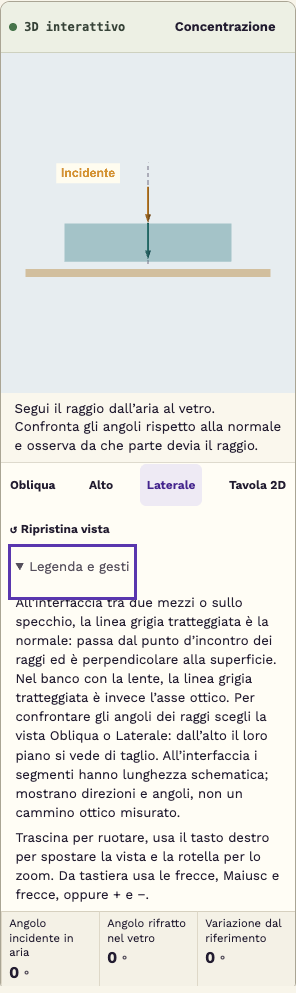 3D interattivo Concentrazione
Incidente
Segui il raggio dall’aria al vetro.
Confronta gli angoli rispetto alla normale
e osserva da che parte devia il raggio.
Obliqua Alto Laterale Tavola 2D
↺ Ripristina vista
▼ Legenda e gesti
All’interfaccia tra due mezzi o sullo
specchio, la linea grigia tratteggiata è la
normale: passa dal punto d’incontro dei
raggi ed è perpendicolare alla superficie.
Nel banco con la lente, la linea grigia
tratteggiata è invece l’asse ottico. Per
confrontare gli angoli dei raggi scegli la
vista Obliqua o Laterale: dall’alto il loro
piano si vede di taglio. All’interfaccia i
segmenti hanno lunghezza schematica;
mostrano direzioni e angoli, non un
cammino ottico misurato.
Trascina per ruotare, usa il tasto destro
per spostare la vista e la rotella per lo
zoom. Da tastiera usa le frecce, Maiusc e
frecce, oppure + e −.
Angolo
incidente in
aria
0 °
Angolo rifratto
nel vetro
0 °
Variazione dal
riferimento
0 °